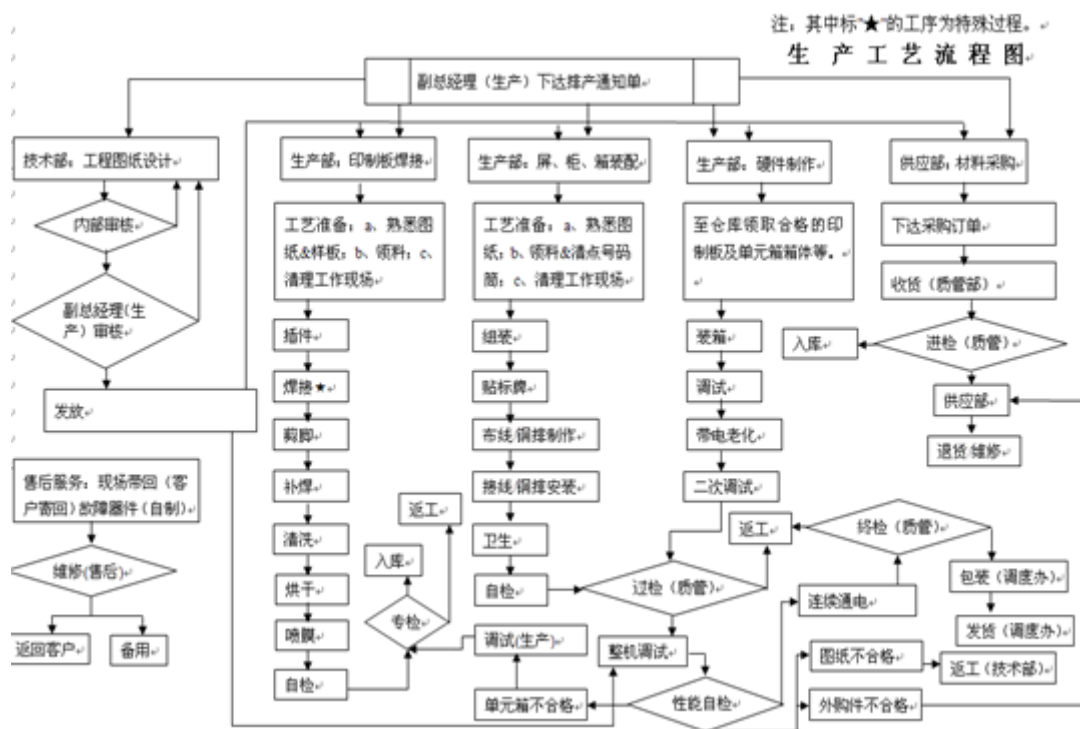 注:其中标“★”的工序为特殊过程。
生产工艺流程图
副总经理(生产)下达排产通知单
技术部:工程图纸设计
内部审核
副总经理(生
产)审核
发放
售后服务:现场带回(客
户寄回)故障器件(自制)
维修(售后)
返回客户
备用
生产部:印制板焊接
工艺准备:a、熟悉图
纸&样板;b、领料;c、
清理工作现场
插件
焊接★
剪脚
补焊
清洗
烘干
喷膜
自检
专检
入库
返工
生产部:屏、柜、箱装配
工艺准备:a、熟悉图
纸;b、领料&清点号码
筒;c、清理工作现场
组装
贴标牌
布线/铜排制作
接线/铜排安装
卫生
自检
调试(生产)
单元箱不合格
生产部:硬件制作
至仓库领取合格的印
制板及单元箱箱体等。
装箱
调试
带电老化
二次调试
过检(质管)
整机调试
性能自检
返工
供应部:材料采购
下达采购订单
收货(质管部)
进检(质管)
入库
供应部
退货/维修
终检(质管)
连续通电
包装(调度办)
发货(调度办)
图纸不合格
返工(技术部)
外购件不合格